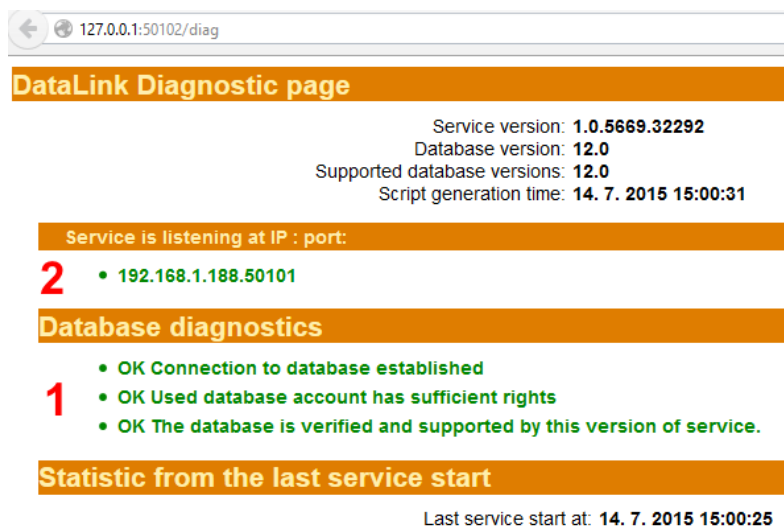 127.0.0.1:50102/diag
DataLink Diagnostic page
Service version: 1.0.5669.32292
Database version: 12.0
Supported database versions: 12.0
Script generation time: 14. 7. 2015 15:00:31
Service is listening at IP : port:
2 • 192.168.1.188.50101
Database diagnostics
• OK Connection to database established
1 • OK Used database account has sufficient rights
• OK The database is verified and supported by this version of service.
Statistic from the last service start
Last service start at: 14. 7. 2015 15:00:25